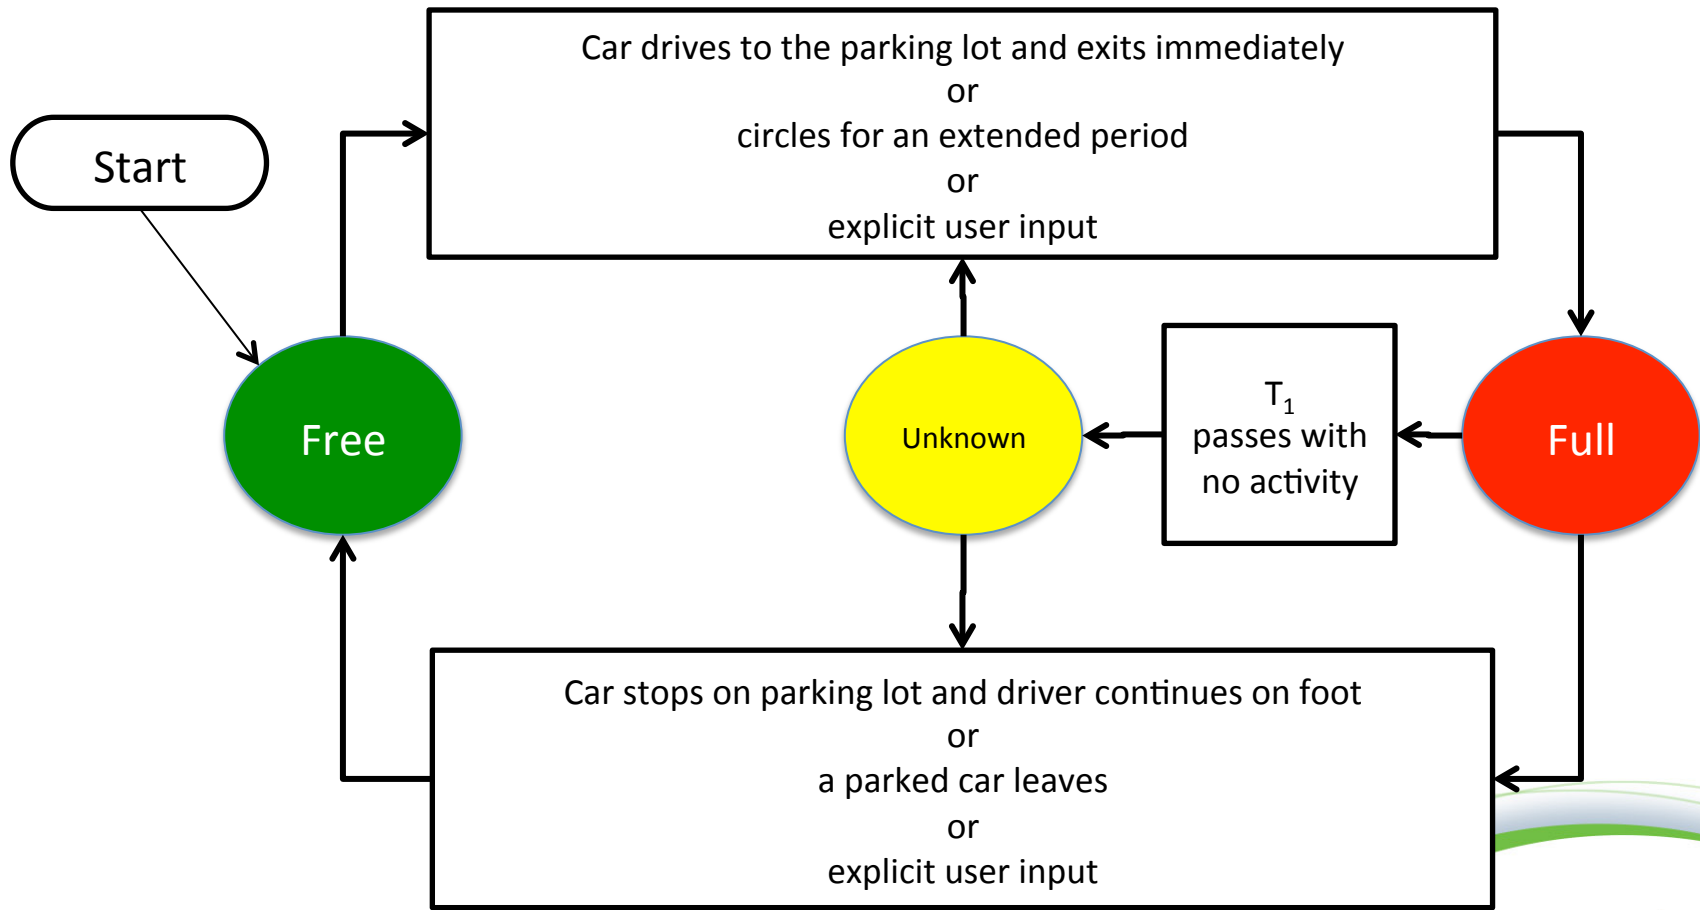 Car drives to the parking lot and exits immediately
or
circles for an extended period
or
explicit user input
Start
Free
Unknown
T₁
passes with
no activity
Full
Car stops on parking lot and driver continues on foot
or
a parked car leaves
or
explicit user input